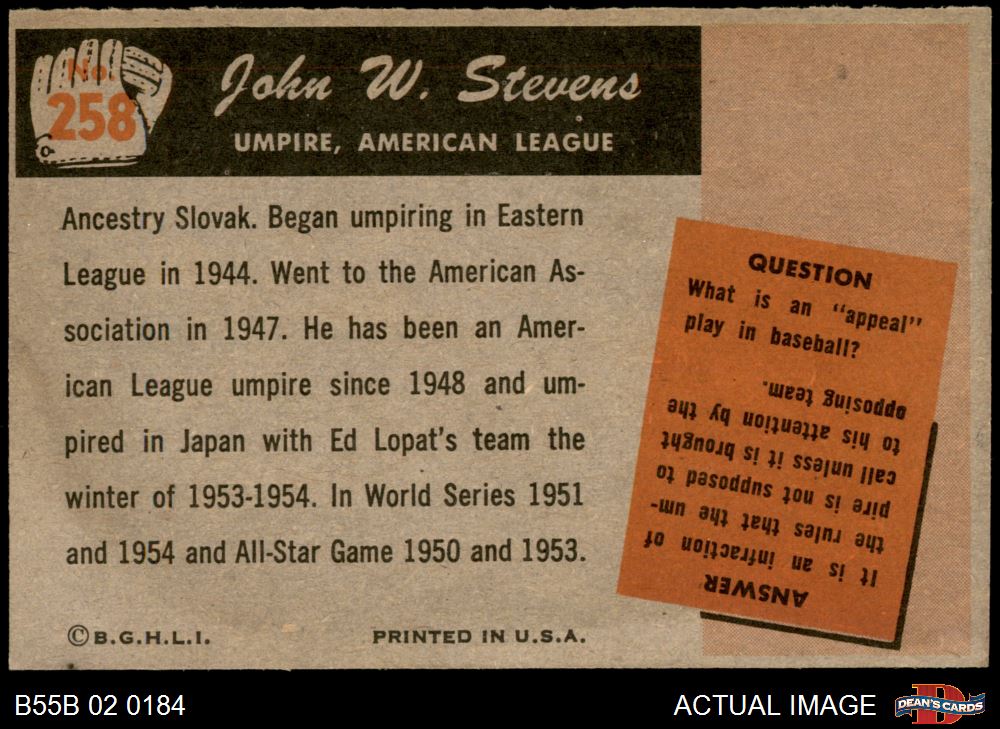 No.
258
John W. Stevens
UMPIRE, AMERICAN LEAGUE
Ancestry Slovak. Began umpiring in Eastern
League in 1944. Went to the American As-
sociation in 1947. He has been an Amer-
ican League umpire since 1948 and um-
pired in Japan with Ed Lopat's team the
winter of 1953-1954. In World Series 1951
and 1954 and All-Star Game 1950 and 1953.
©B.G.H.L.I.
PRINTED IN U.S.A.
QUESTION
What is an "appeal"
play in baseball?
ANSWER
It is an infraction of
the rules that the um-
pire is not supposed to
call unless it is brought
to his attention by the
opposing team.
B55B 02 0184
ACTUAL IMAGE
D
DEAN'S CARDS